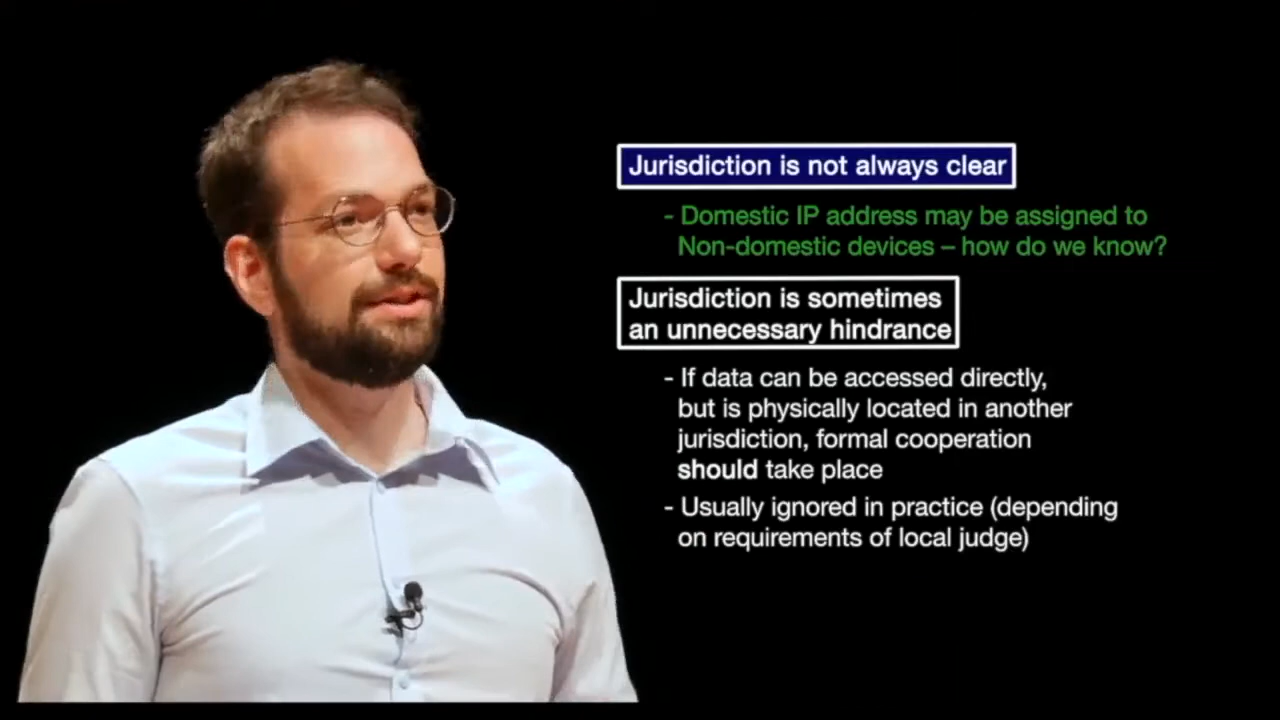 Jurisdiction is not always clear
- Domestic IP address may be assigned to
Non-domestic devices – how do we know?
Jurisdiction is sometimes
an unnecessary hindrance
- If data can be accessed directly,
but is physically located in another
jurisdiction, formal cooperation
should take place
- Usually ignored in practice (depending
on requirements of local judge)